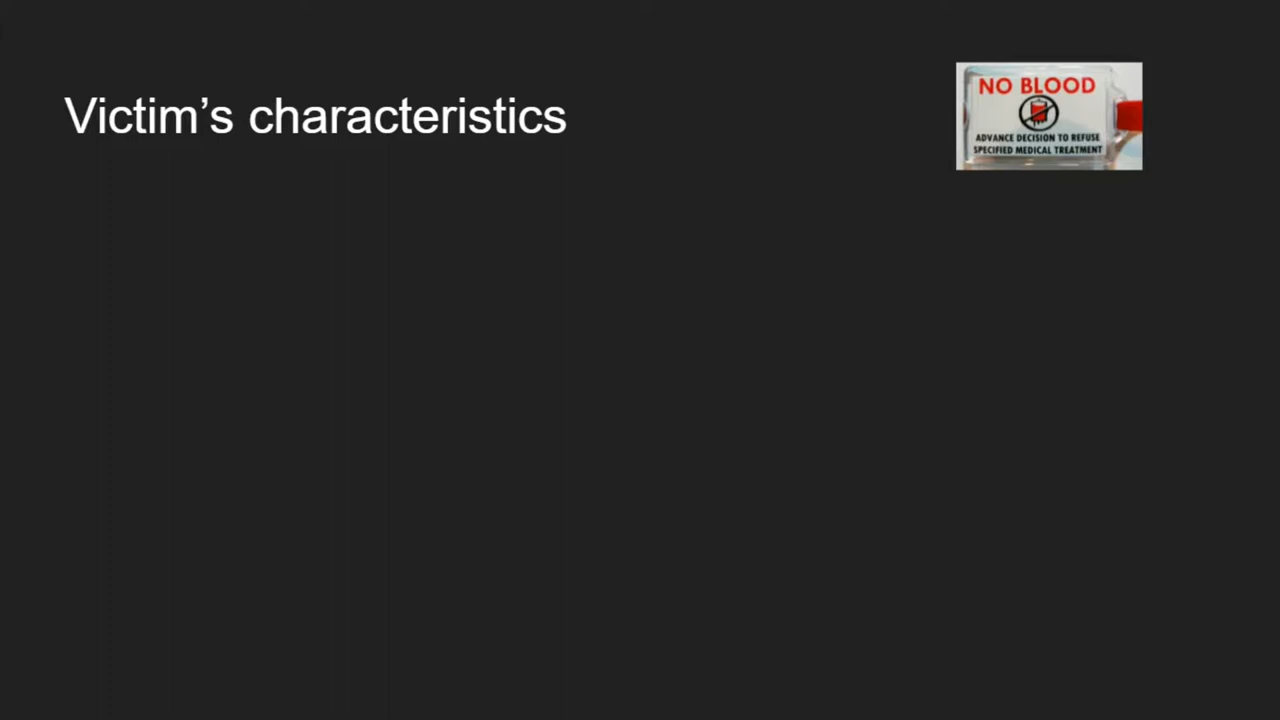 Victim’s characteristics
NO BLOOD
ADVANCE DECISION TO REFUSE
SPECIFIED MEDICAL TREATMENT